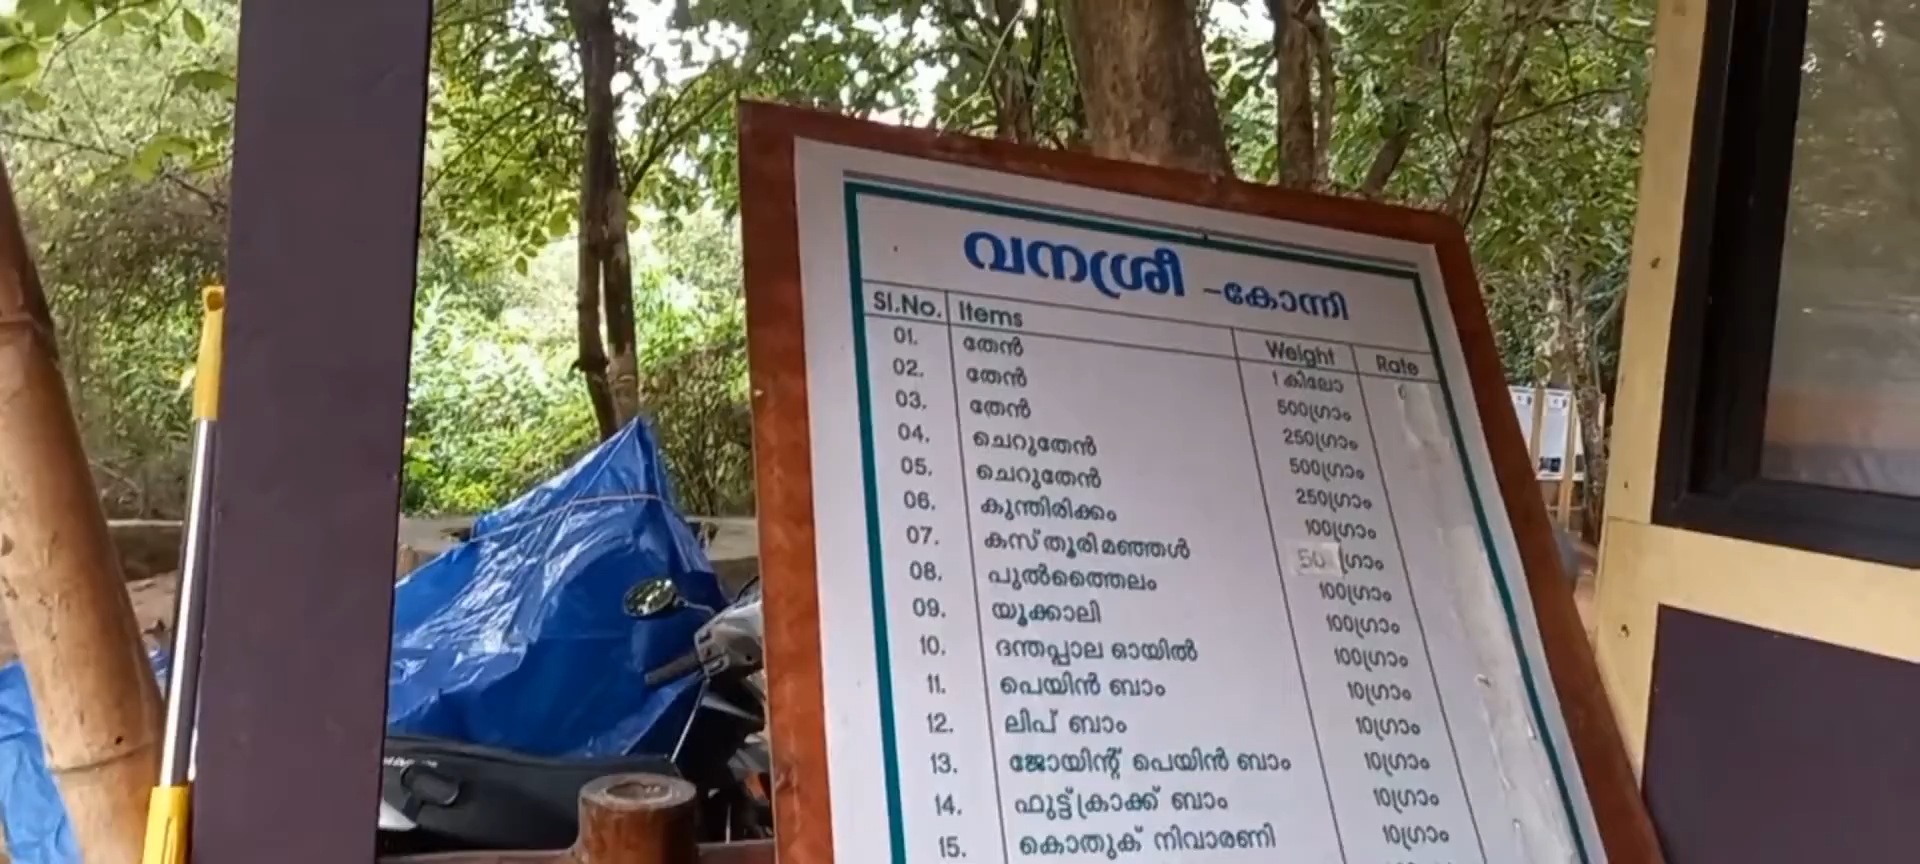 വനശ്രീ -കോന്നി
Sl.No. Items Weight Rate
01. തേൻ 1 കിലോ
02. തേൻ 500ഗ്രാം
03. തേൻ 250ഗ്രാം
04. ചെറുതേൻ 500ഗ്രാം
05. ചെറുതേൻ 250ഗ്രാം
06. കുന്തിരിക്കം 100ഗ്രാം
07. കസ്തൂരിമഞ്ഞൾ 50 ഗ്രാം
08. പുൽത്തൈലം 100ഗ്രാം
09. യൂക്കാലി 100ഗ്രാം
10. ദന്തപ്പാല ഓയിൽ 100ഗ്രാം
11. പെയിൻ ബാം 10ഗ്രാം
12. ലിപ് ബാം 10ഗ്രാം
13. ജോയിന്റ് പെയിൻ ബാം 10ഗ്രാം
14. ഫുട്ട്ക്രാക്ക് ബാം 10ഗ്രാം
15. കൊതുക് നിവാരണി 10ഗ്രാം